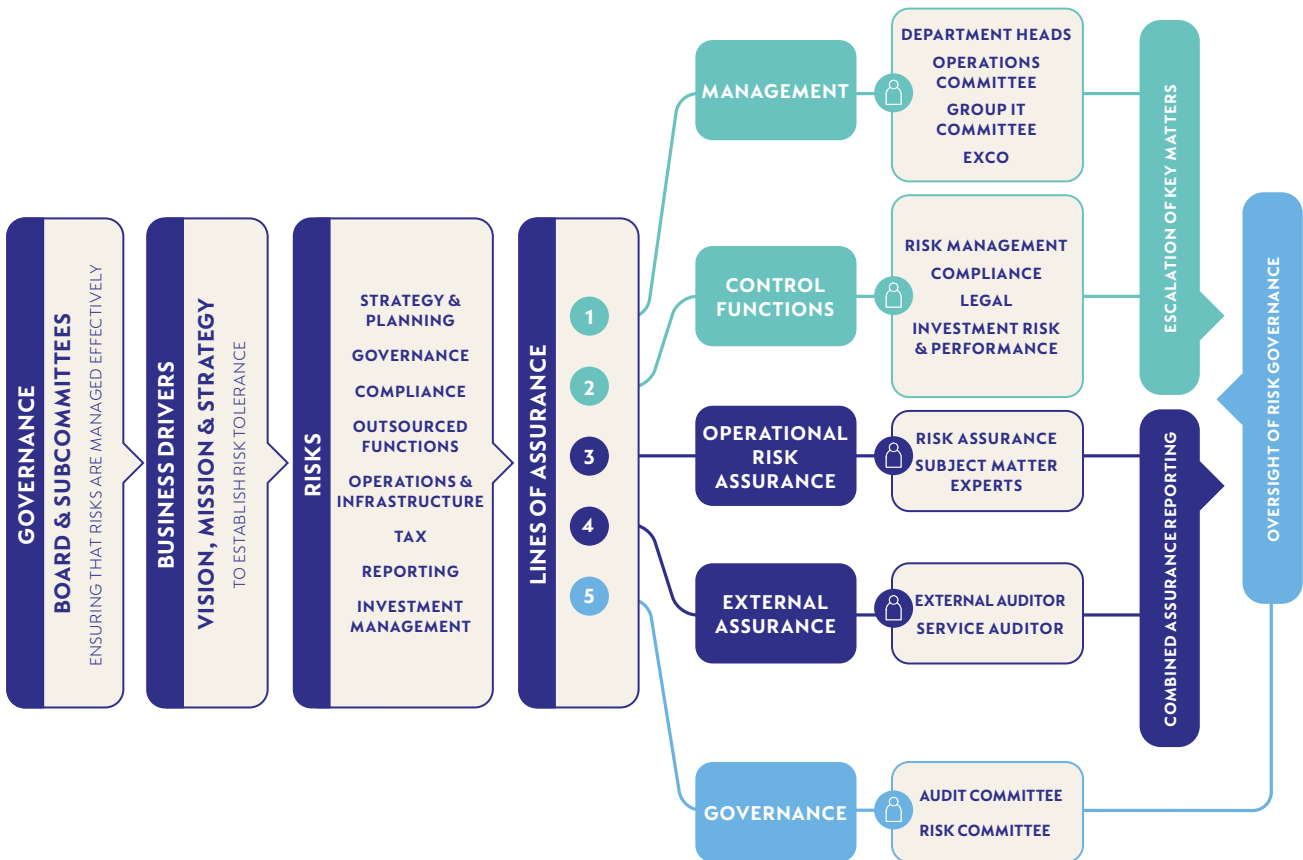 GOVERNANCE
BOARD & SUBCOMMITTEES
ENSURING THAT RISKS ARE MANAGED EFFECTIVELY
BUSINESS DRIVERS
VISION, MISSION & STRATEGY
TO ESTABLISH RISK TOLERANCE
RISKS
STRATEGY &
PLANNING
GOVERNANCE
COMPLIANCE
OUTSOURCED
FUNCTIONS
OPERATIONS &
INFRASTRUCTURE
TAX
REPORTING
INVESTMENT
MANAGEMENT
LINES OF ASSURANCE
1
2
3
4
5
MANAGEMENT
DEPARTMENT HEADS
OPERATIONS
COMMITTEE
GROUP IT
COMMITTEE
EXCO
CONTROL
FUNCTIONS
RISK MANAGEMENT
COMPLIANCE
LEGAL
INVESTMENT RISK
& PERFORMANCE
OPERATIONAL
RISK
ASSURANCE
RISK ASSURANCE
SUBJECT MATTER
EXPERTS
EXTERNAL
ASSURANCE
EXTERNAL AUDITOR
SERVICE AUDITOR
GOVERNANCE
AUDIT COMMITTEE
RISK COMMITTEE
ESCALATION OF KEY MATTERS
COMBINED ASSURANCE REPORTING
OVERSIGHT OF RISK GOVERNANCE